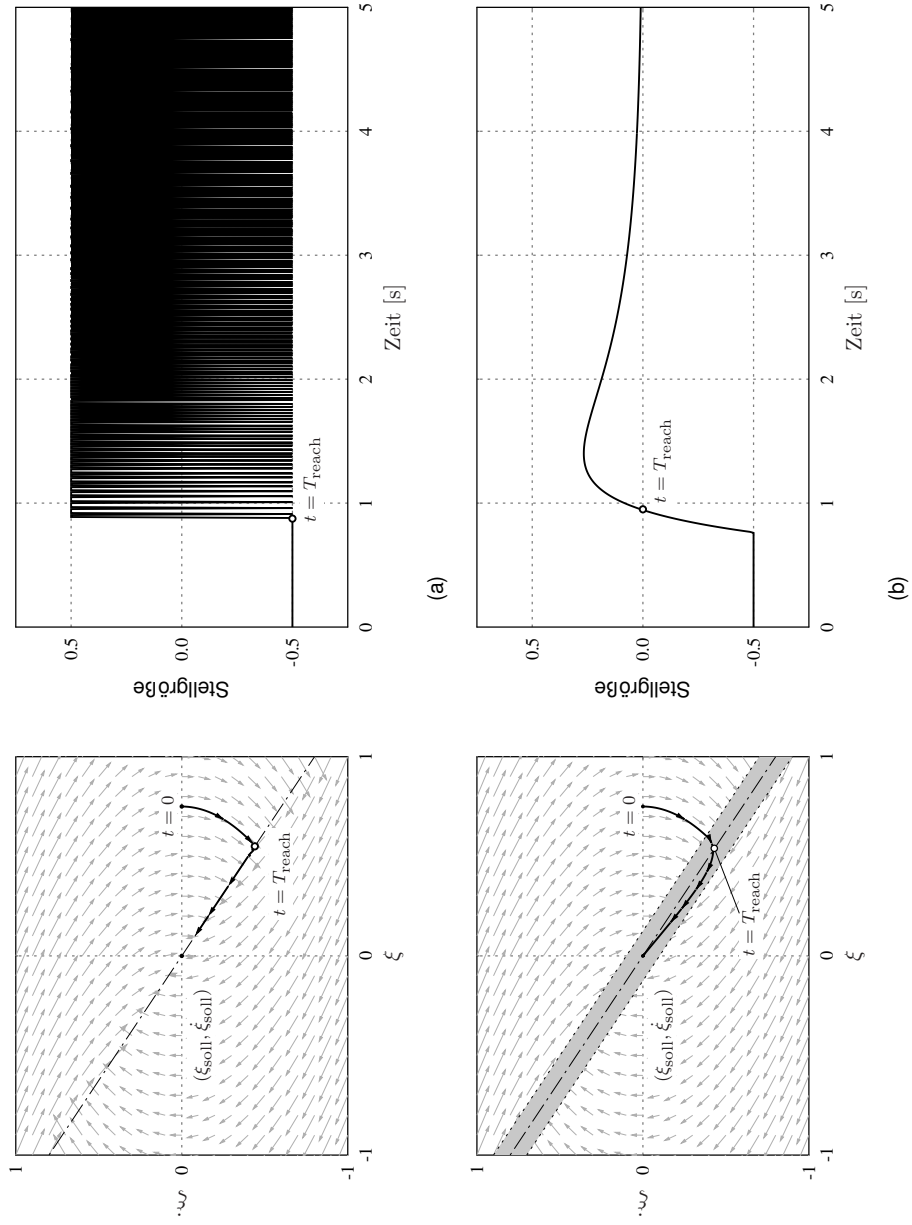 1
0
-1
ξ̇
-1
0
1
ξ
t = 0
t = T_reach
(ξ_soll, ξ̇_soll)
0.5
0.0
-0.5
Stellgröße
0
1
2
3
4
5
Zeit [s]
t = T_reach
(a)
1
0
-1
ξ̇
-1
0
1
ξ
t = 0
t = T_reach
(ξ_soll, ξ̇_soll)
0.5
0.0
-0.5
Stellgröße
0
1
2
3
4
5
Zeit [s]
t = T_reach
(b)